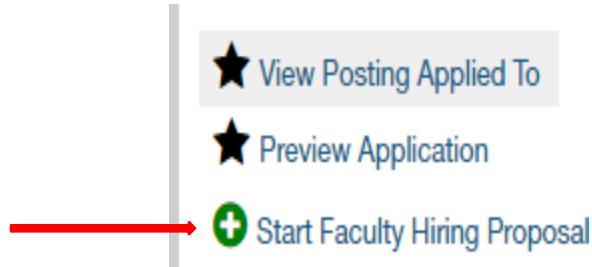 View Posting Applied To
Preview Application
Start Faculty Hiring Proposal